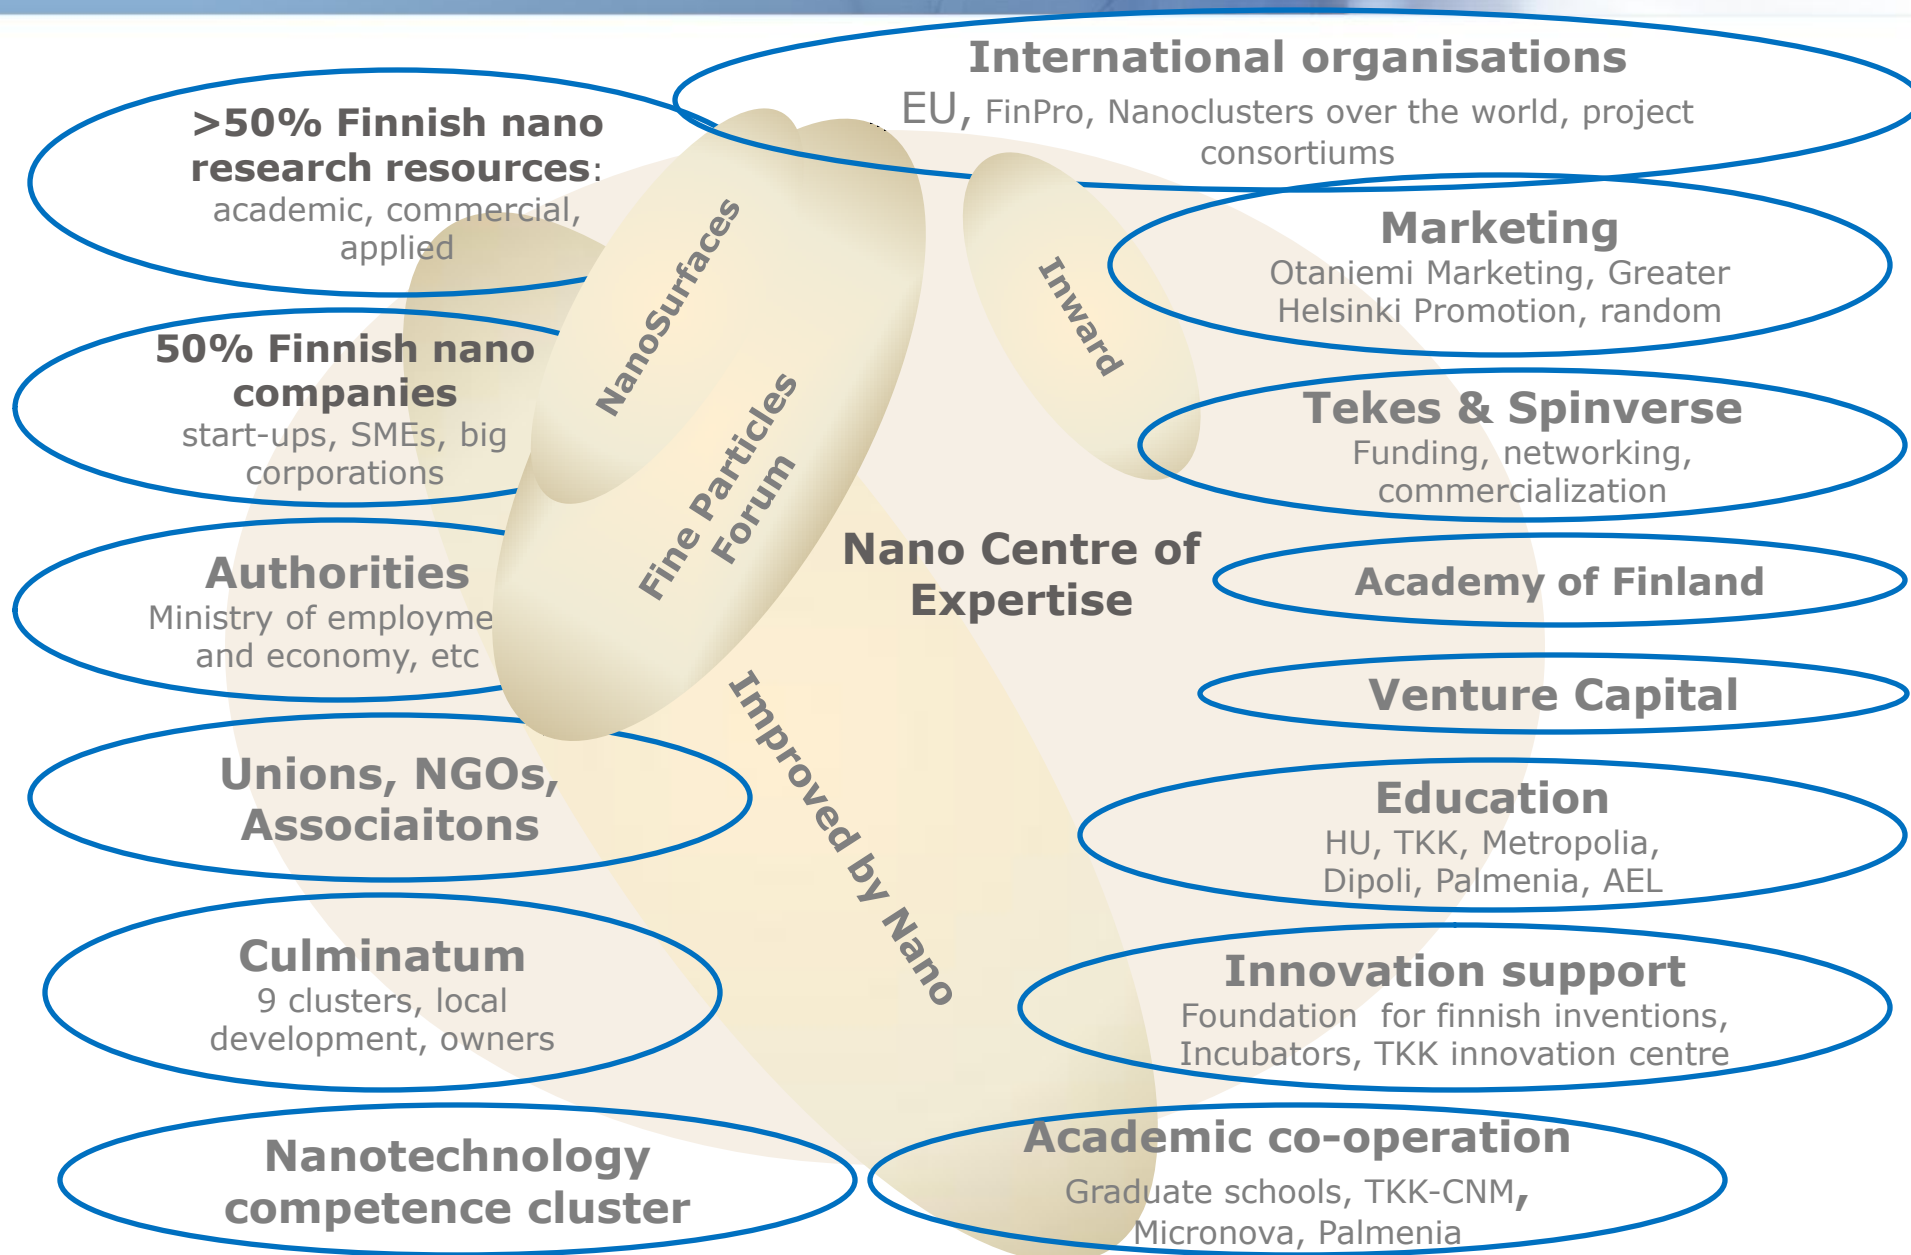 International organisations
EU, FinPro, Nanoclusters over the world, project
consortiums
>50% Finnish nano
research resources:
academic, commercial,
applied
50% Finnish nano
companies
start-ups, SMEs, big
corporations
Authorities
Ministry of employme
and economy, etc
Unions, NGOs,
Associaitons
Culminatum
9 clusters, local
development, owners
Nanotechnology
competence cluster
NanoSurfaces
Fine Particles
Forum
Inward
Nano Centre of
Expertise
Improved by Nano
Marketing
Otaniemi Marketing, Greater
Helsinki Promotion, random
Tekes & Spinverse
Funding, networking,
commercialization
Academy of Finland
Venture Capital
Education
HU, TKK, Metropolia,
Dipoli, Palmenia, AEL
Innovation support
Foundation for finnish inventions,
Incubators, TKK innovation centre
Academic co-operation
Graduate schools, TKK-CNM,
Micronova, Palmenia